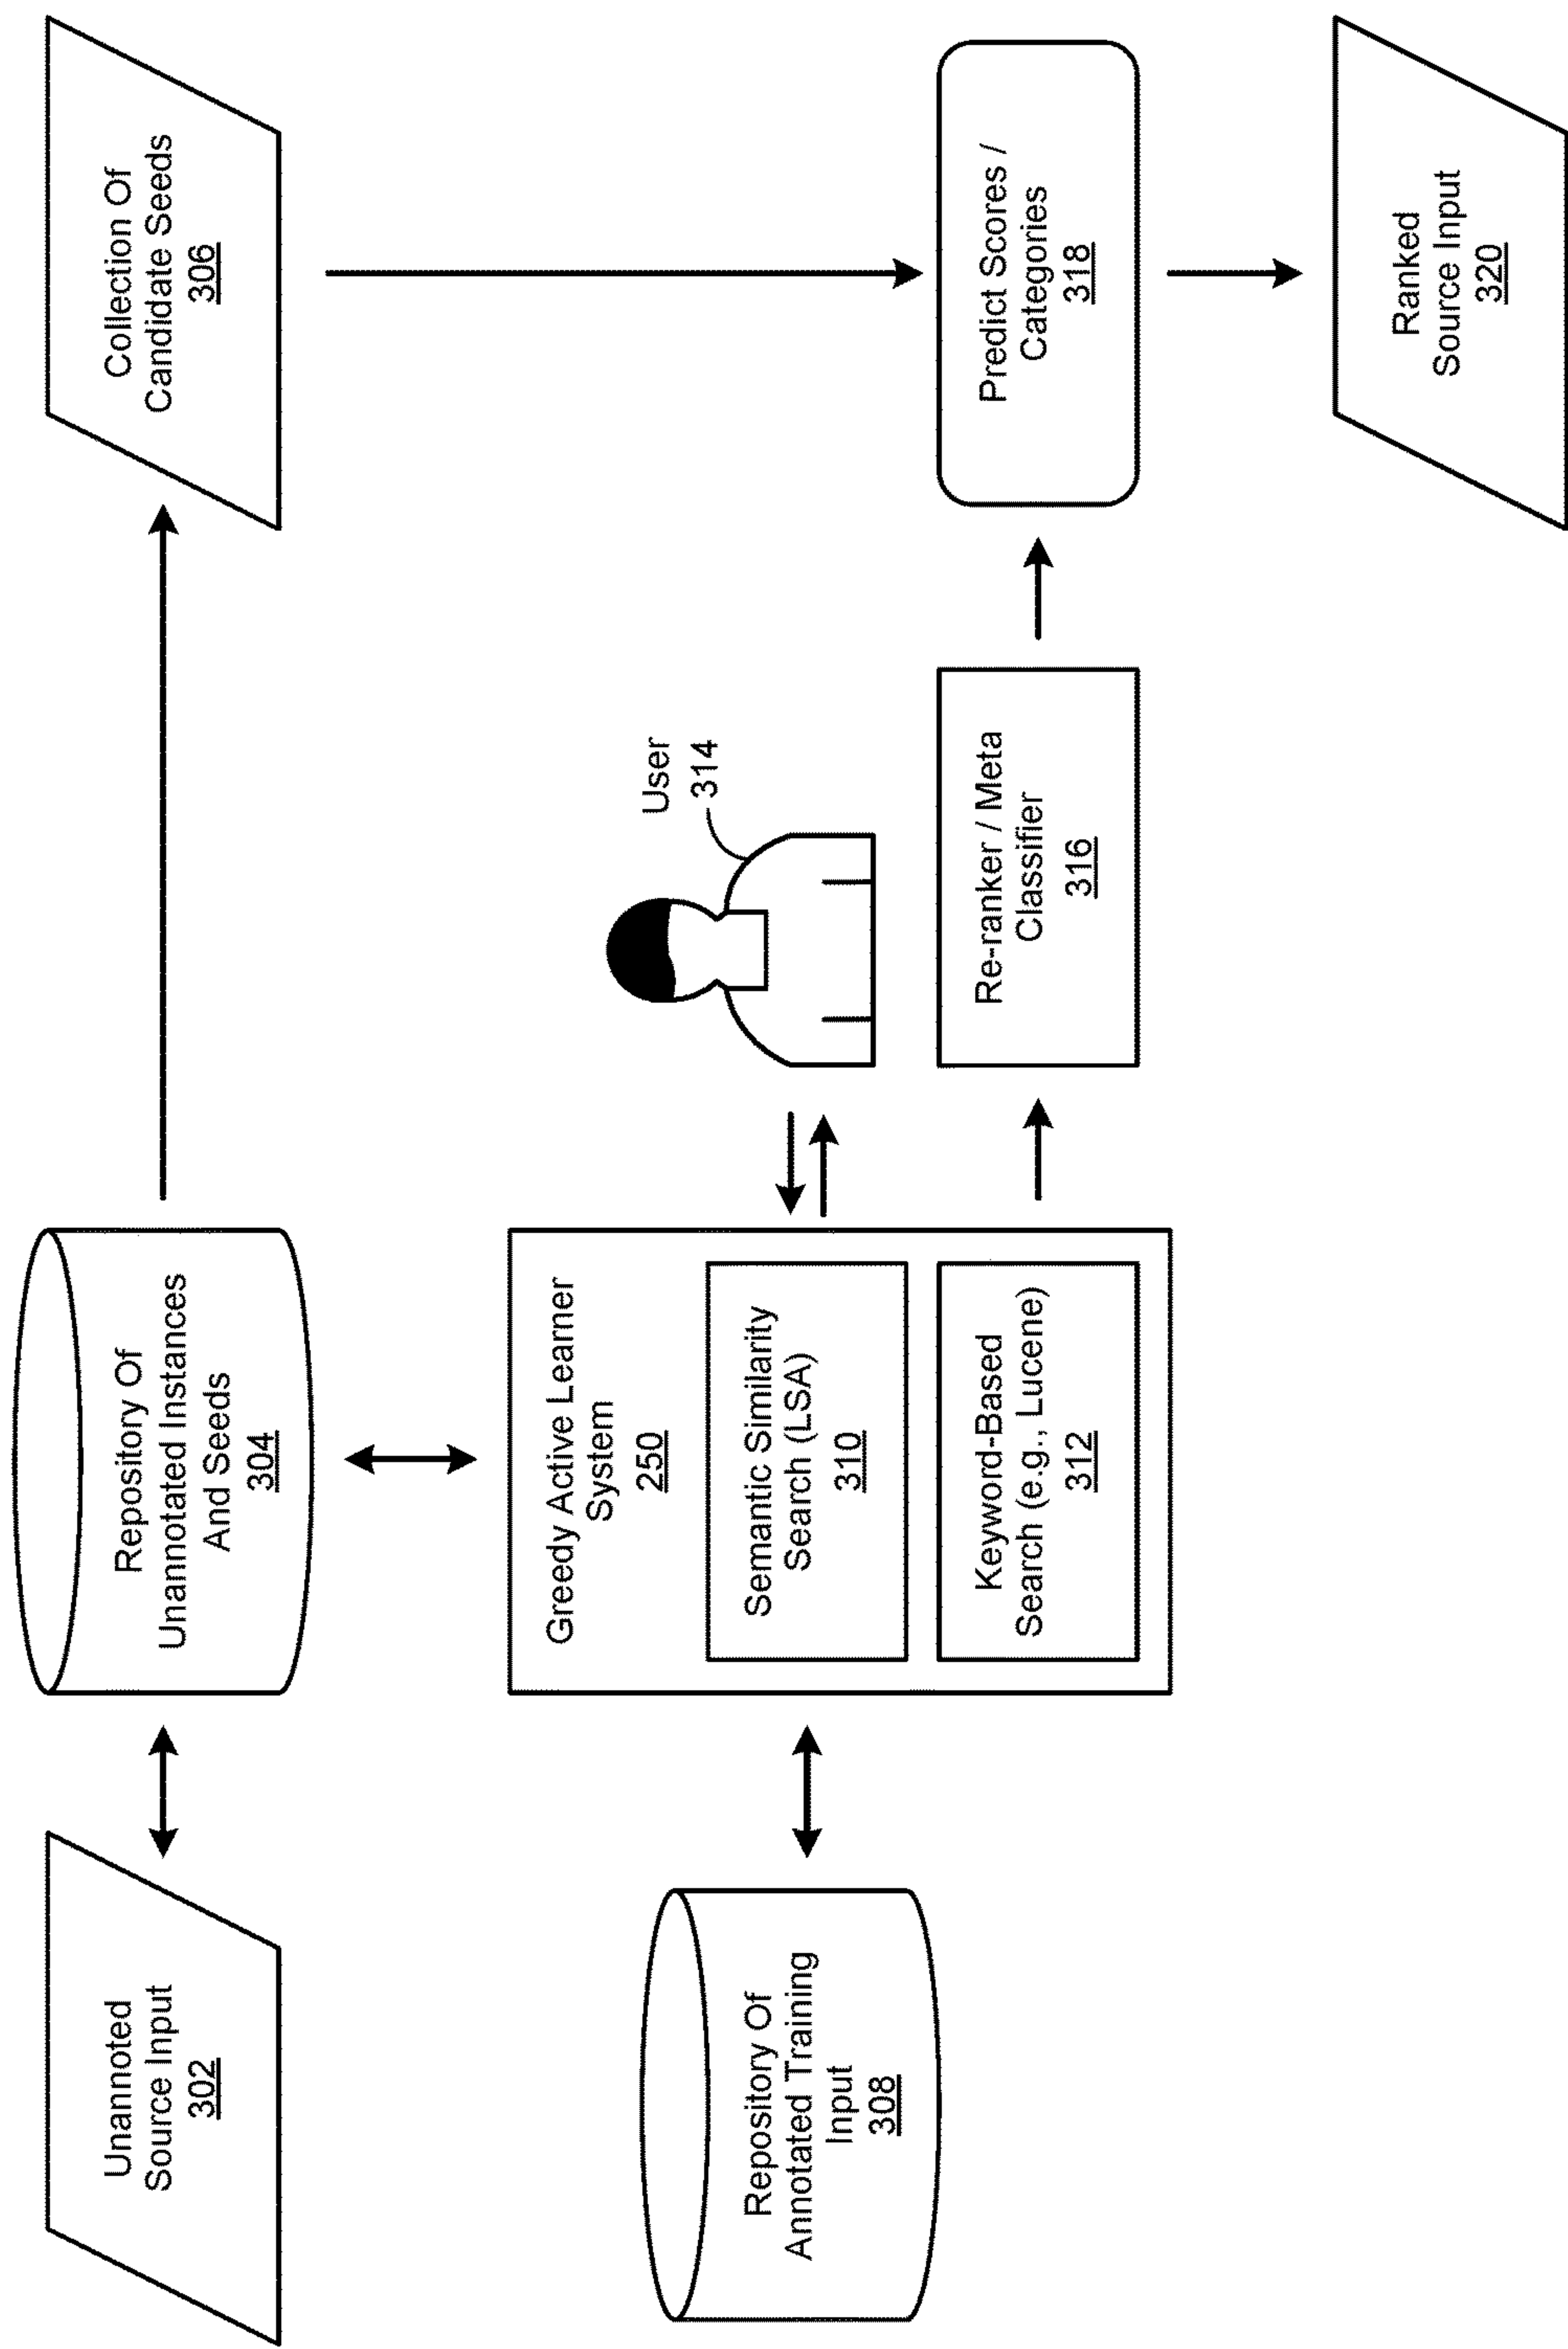 Unannoted
Source Input
302
Repository Of
Unannotated Instances
And Seeds
304
Collection Of
Candidate Seeds
306
Repository Of
Annotated Training
Input
308
Greedy Active Learner
System
250
Semantic Similarity
Search (LSA)
310
Keyword-Based
Search (e.g., Lucene)
312
User
314
Re-ranker / Meta
Classifier
316
Predict Scores /
Categories
318
Ranked
Source Input
320